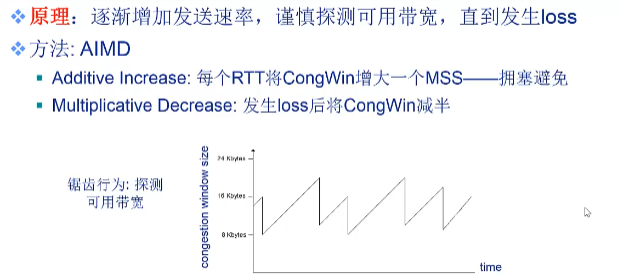 原理：逐渐增加发送速率，谨慎探测可用带宽，直到发生loss
方法: AIMD
Additive Increase: 每个RTT将CongWin增大一个MSS——拥塞避免
Multiplicative Decrease: 发生loss后将CongWin减半
锯齿行为: 探测
可用带宽
congestion window size
24 Kbytes
16 Kbytes
8 Kbytes
time